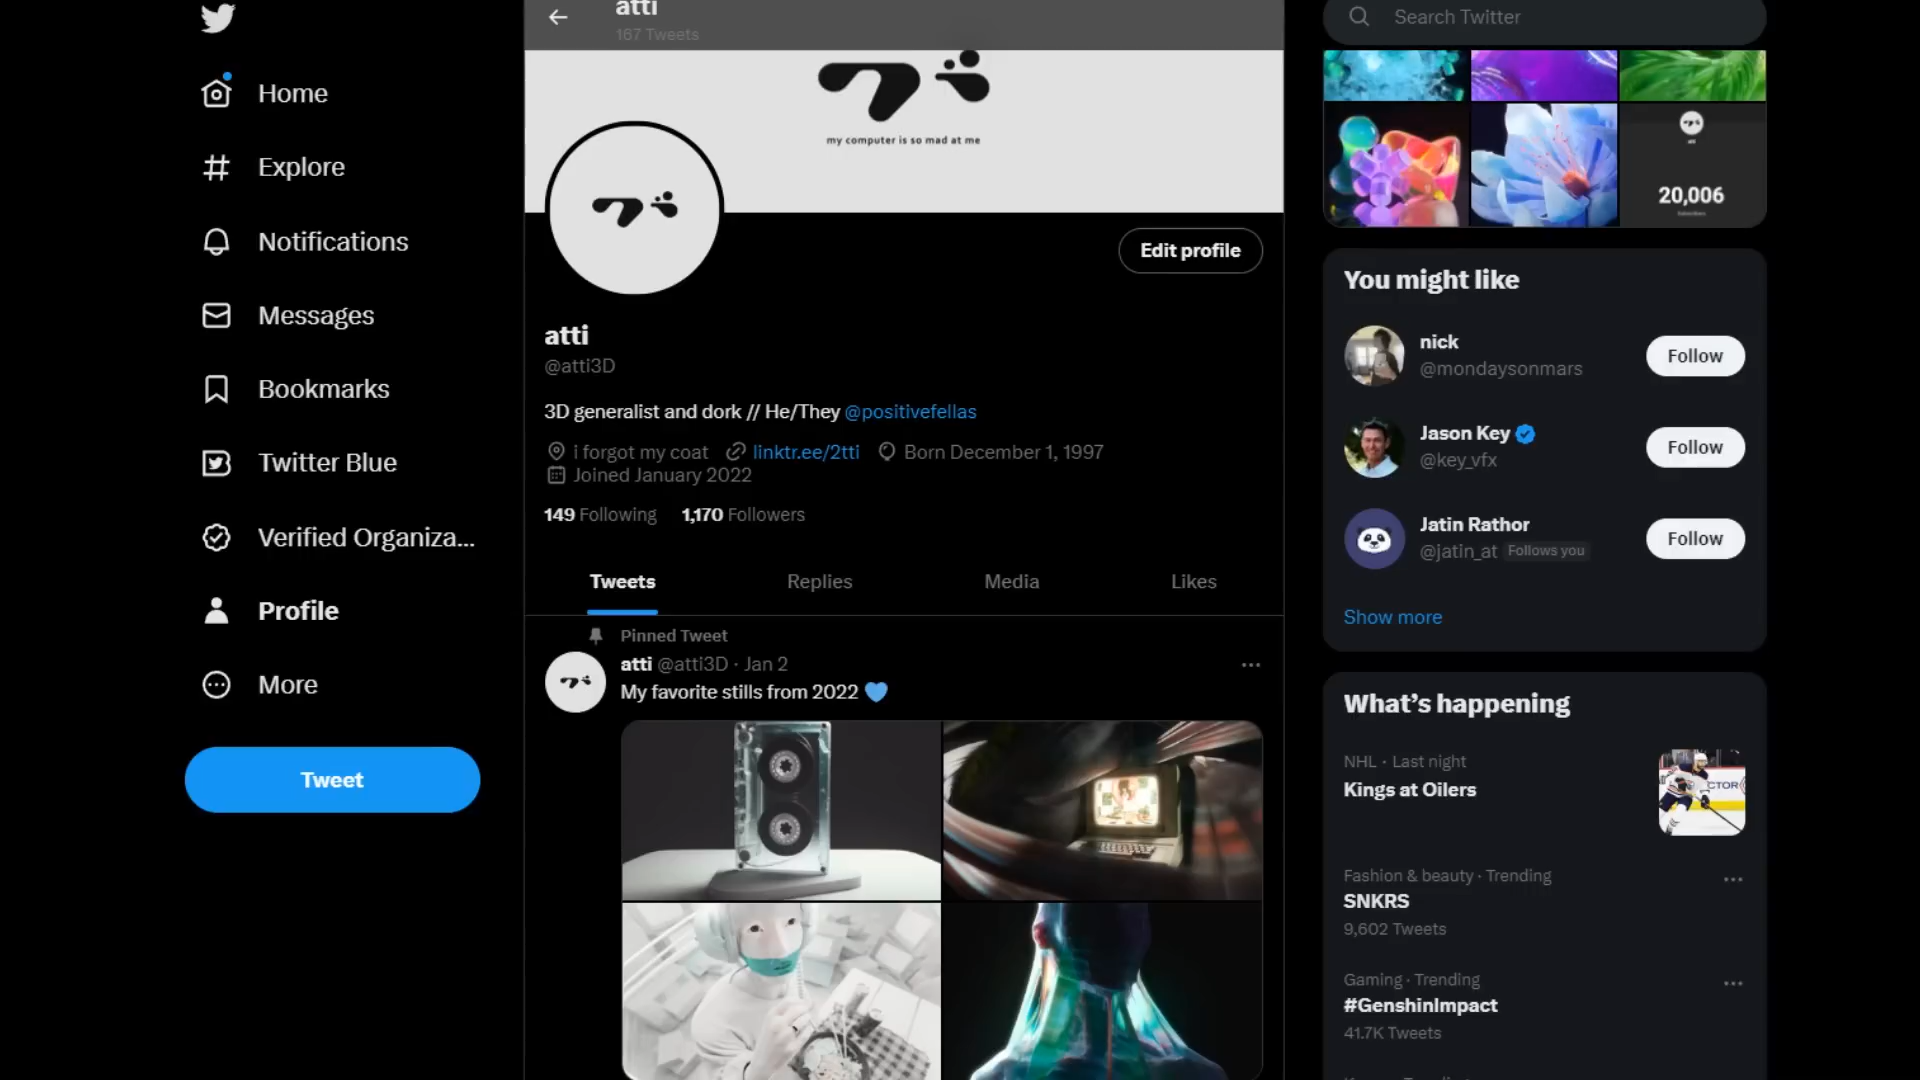 Home
Explore
Notifications
Messages
Bookmarks
Twitter Blue
Verified Organiza...
Profile
More
Tweet
atti
167 Tweets
my computer is so mad at me
Edit profile
atti
@atti3D
3D generalist and dork // He/They @positivefellas
i forgot my coat linktr.ee/2tti Born December 1, 1997
Joined January 2022
149 Following 1,170 Followers
Tweets Replies Media Likes
Pinned Tweet
atti @atti3D · Jan 2
My favorite stills from 2022 💙
Search Twitter
atti
20,006
Subscribers
You might like
nick
@mondaysonmars
Follow
Jason Key
@key_vfx
Follow
Jatin Rathor
@jatin_at Follows you
Follow
Show more
What's happening
NHL · Last night
Kings at Oilers
CTOR
Fashion & beauty · Trending
SNKRS
9,602 Tweets
Gaming · Trending
#GenshinImpact
41.7K Tweets